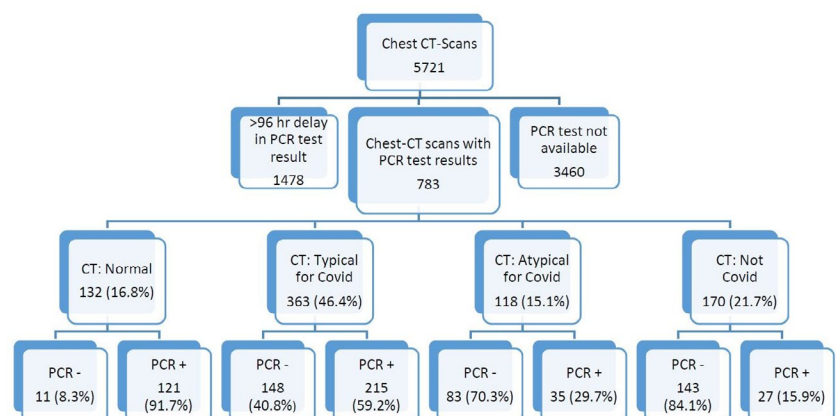 Chest CT-Scans
5721
>96 hr delay
in PCR test
result
1478
Chest-CT scans with
PCR test results
783
PCR test not
available
3460
CT: Normal
132 (16.8%)
CT: Typical
for Covid
363 (46.4%)
CT: Atypical
for Covid
118 (15.1%)
CT: Not
Covid
170 (21.7%)
PCR -
11 (8.3%)
PCR +
121
(91.7%)
PCR -
148
(40.8%)
PCR +
215
(59.2%)
PCR -
83 (70.3%)
PCR +
35 (29.7%)
PCR -
143
(84.1%)
PCR +
27 (15.9%)